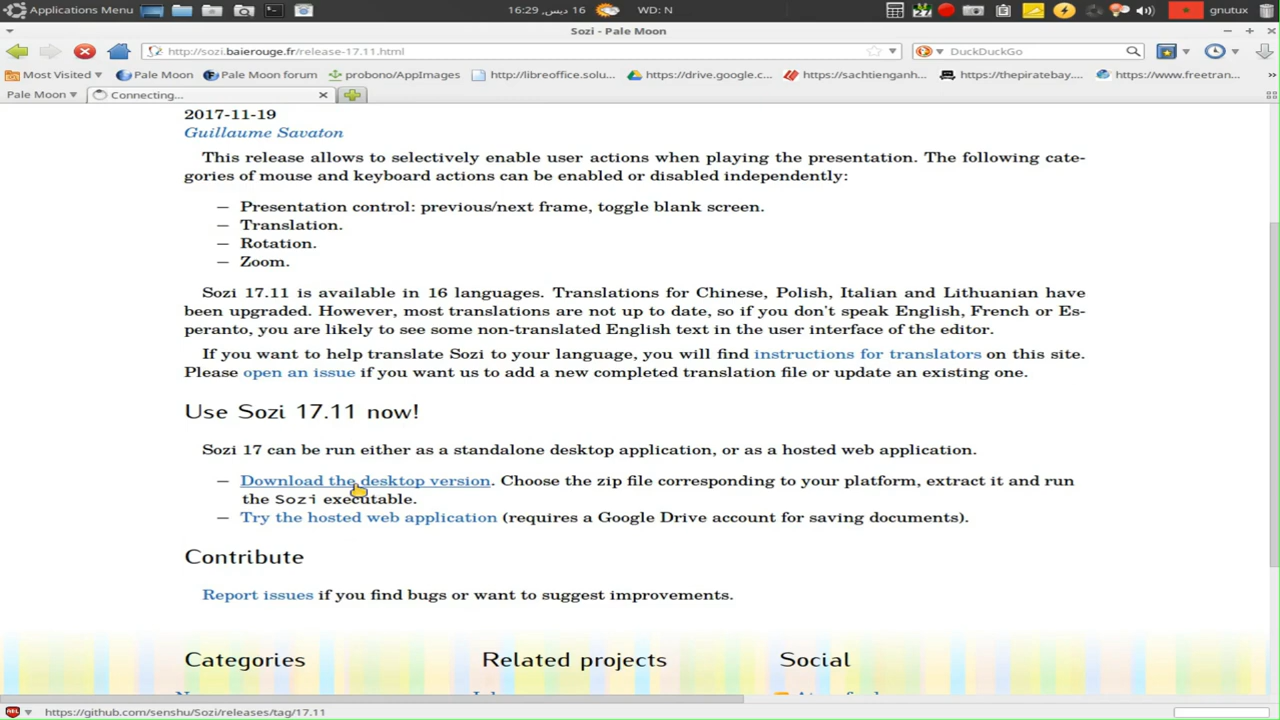 Applications Menu
16:29 ,16 ديس
WD: N
27
gnutux
Sozi - Pale Moon
http://sozi.baierouge.fr/release-17.11.html
DuckDuckGo
Most Visited
Pale Moon
Pale Moon forum
probono/AppImages
http://libreoffice.solu...
https://drive.google.c...
https://sachtienganh...
https://thepiratebay....
https://www.freetran...
Pale Moon
Connecting...
2017-11-19
Guillaume Savaton
This release allows to selectively enable user actions when playing the presentation. The following cate-
gories of mouse and keyboard actions can be enabled or disabled independently:
— Presentation control: previous/next frame, toggle blank screen.
— Translation.
— Rotation.
— Zoom.
Sozi 17.11 is available in 16 languages. Translations for Chinese, Polish, Italian and Lithuanian have
been upgraded. However, most translations are not up to date, so if you don't speak English, French or Es-
peranto, you are likely to see some non-translated English text in the user interface of the editor.
If you want to help translate Sozi to your language, you will find instructions for translators on this site.
Please open an issue if you want us to add a new completed translation file or update an existing one.
Use Sozi 17.11 now!
Sozi 17 can be run either as a standalone desktop application, or as a hosted web application.
— Download the desktop version. Choose the zip file corresponding to your platform, extract it and run
the Sozi executable.
— Try the hosted web application (requires a Google Drive account for saving documents).
Contribute
Report issues if you find bugs or want to suggest improvements.
Categories
Related projects
Social
ABL
https://github.com/senshu/Sozi/releases/tag/17.11